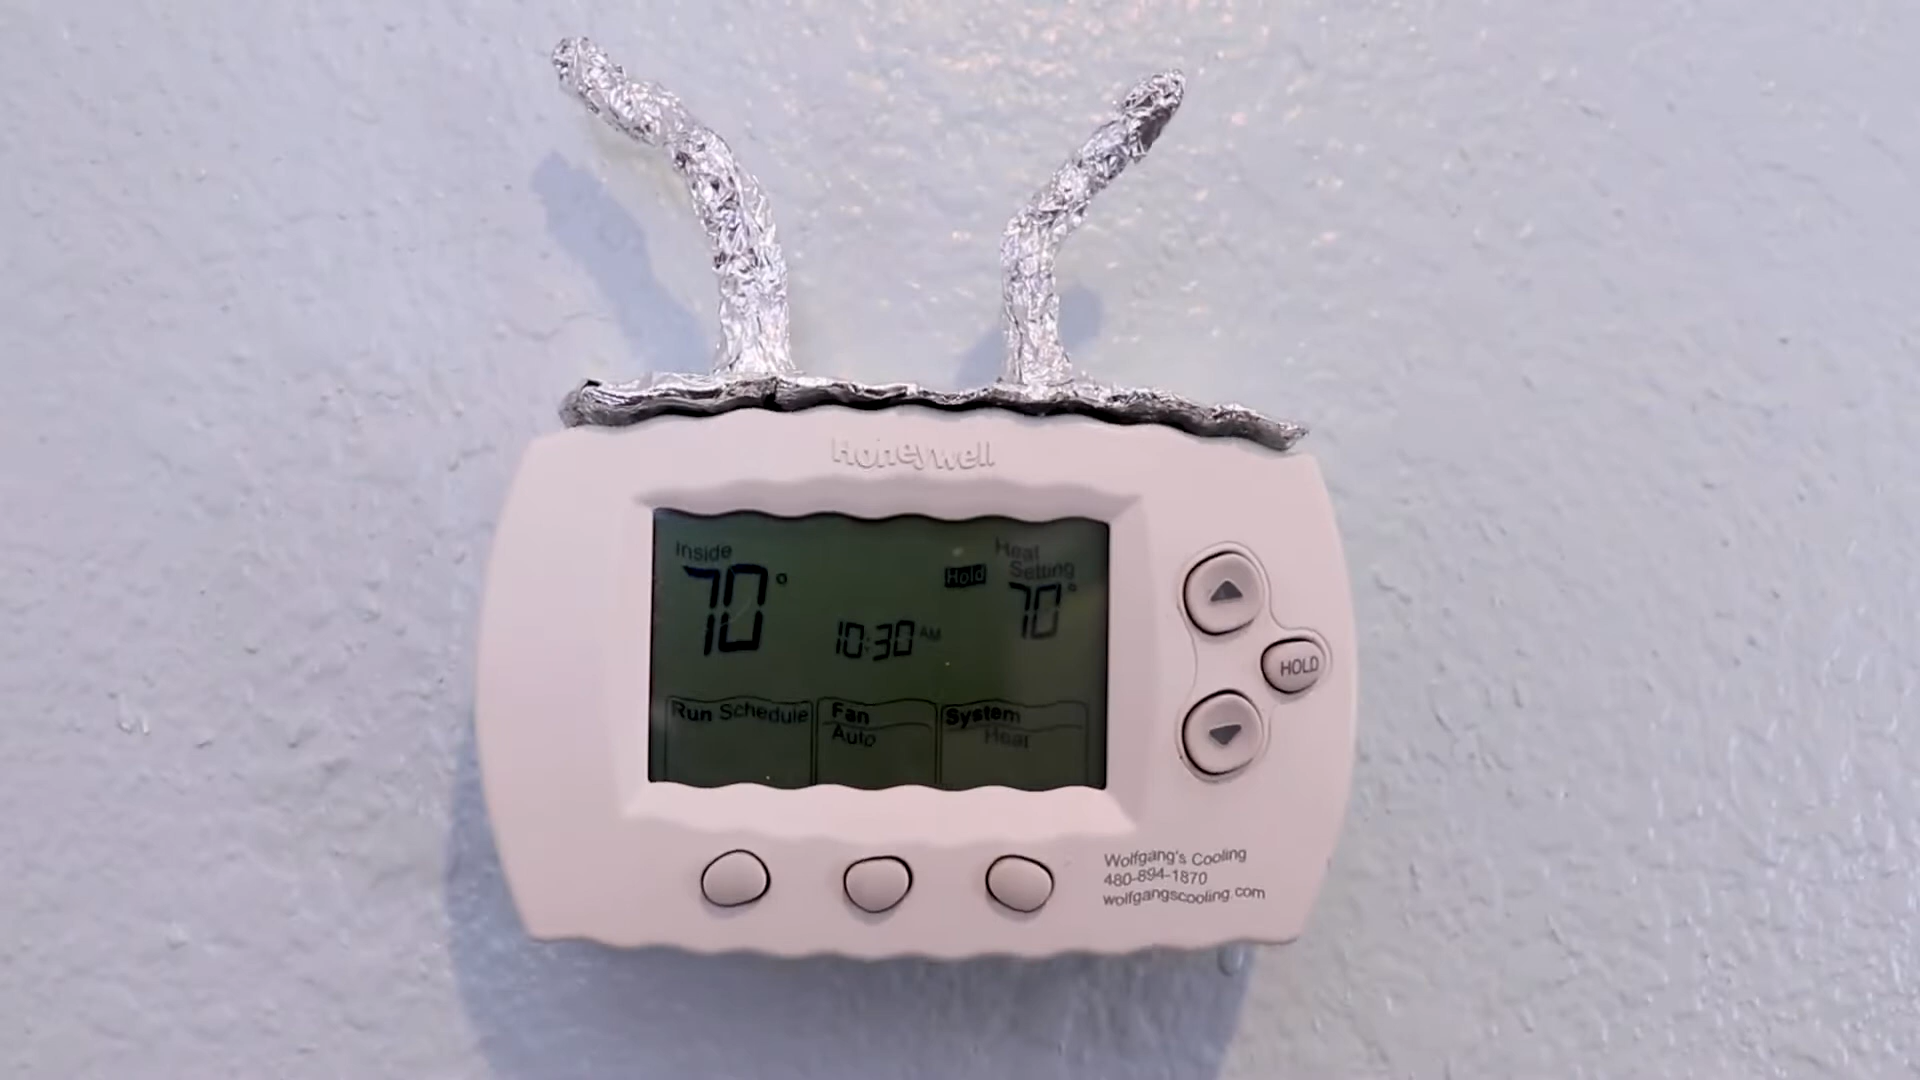 Honeywell
Inside
70°
Hold
Heat
Setting
70°
10:30 AM
Run Schedule
Fan
Auto
System
Heat
HOLD
Wolfgang's Cooling
480-894-1870
wolfgangscooling.com